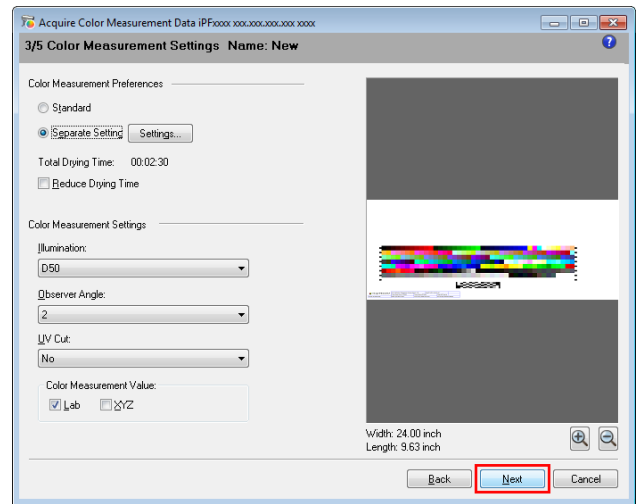 Acquire Color Measurement Data iPFxxxx xxx.xxx.xxx.xxx xxxx
3/5 Color Measurement Settings Name: New
Color Measurement Preferences
Standard
Separate Setting Settings...
Total Drying Time: 00:02:30
Reduce Drying Time
Color Measurement Settings
Illumination:
D50
Observer Angle:
2
UV Cut:
No
Color Measurement Value:
Lab XYZ
Width: 24.00 inch
Length: 9.63 inch
Back Next Cancel